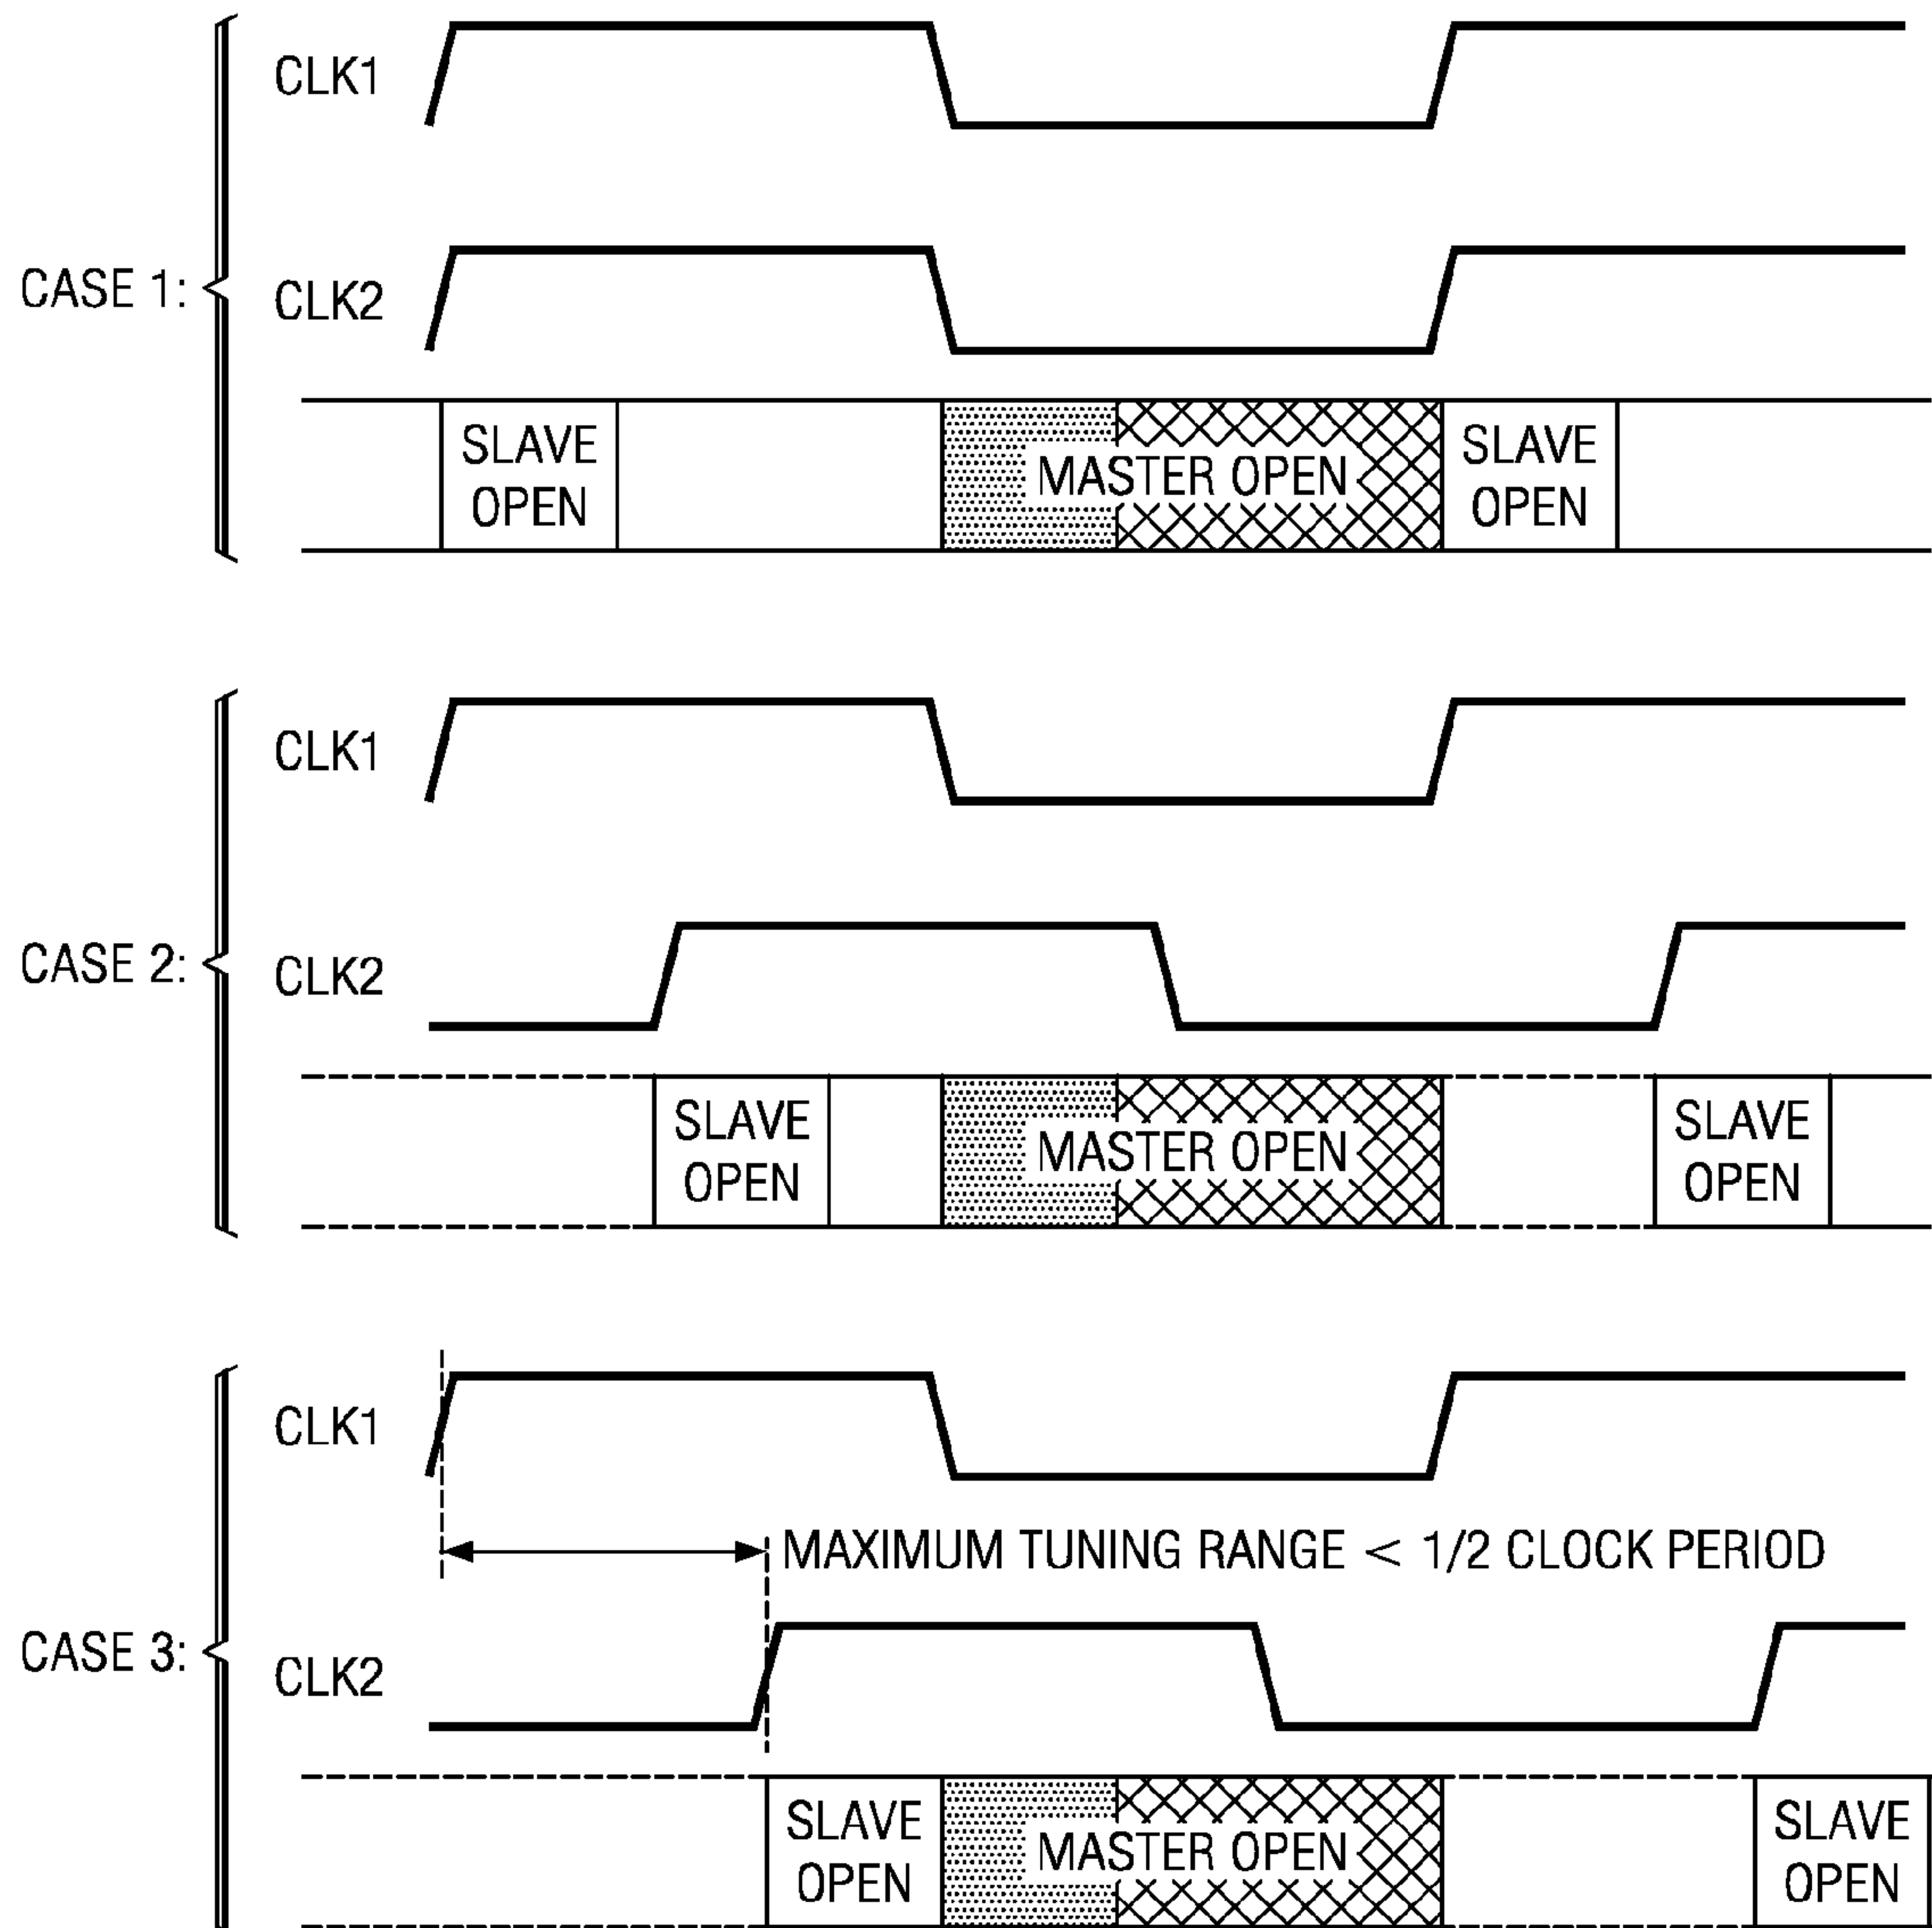 CASE 1:
CLK1
CLK2
SLAVE
OPEN
MASTER OPEN
SLAVE
OPEN
CASE 2:
CLK1
CLK2
SLAVE
OPEN
MASTER OPEN
SLAVE
OPEN
CASE 3:
CLK1
MAXIMUM TUNING RANGE < 1/2 CLOCK PERIOD
CLK2
SLAVE
OPEN
MASTER OPEN
SLAVE
OPEN